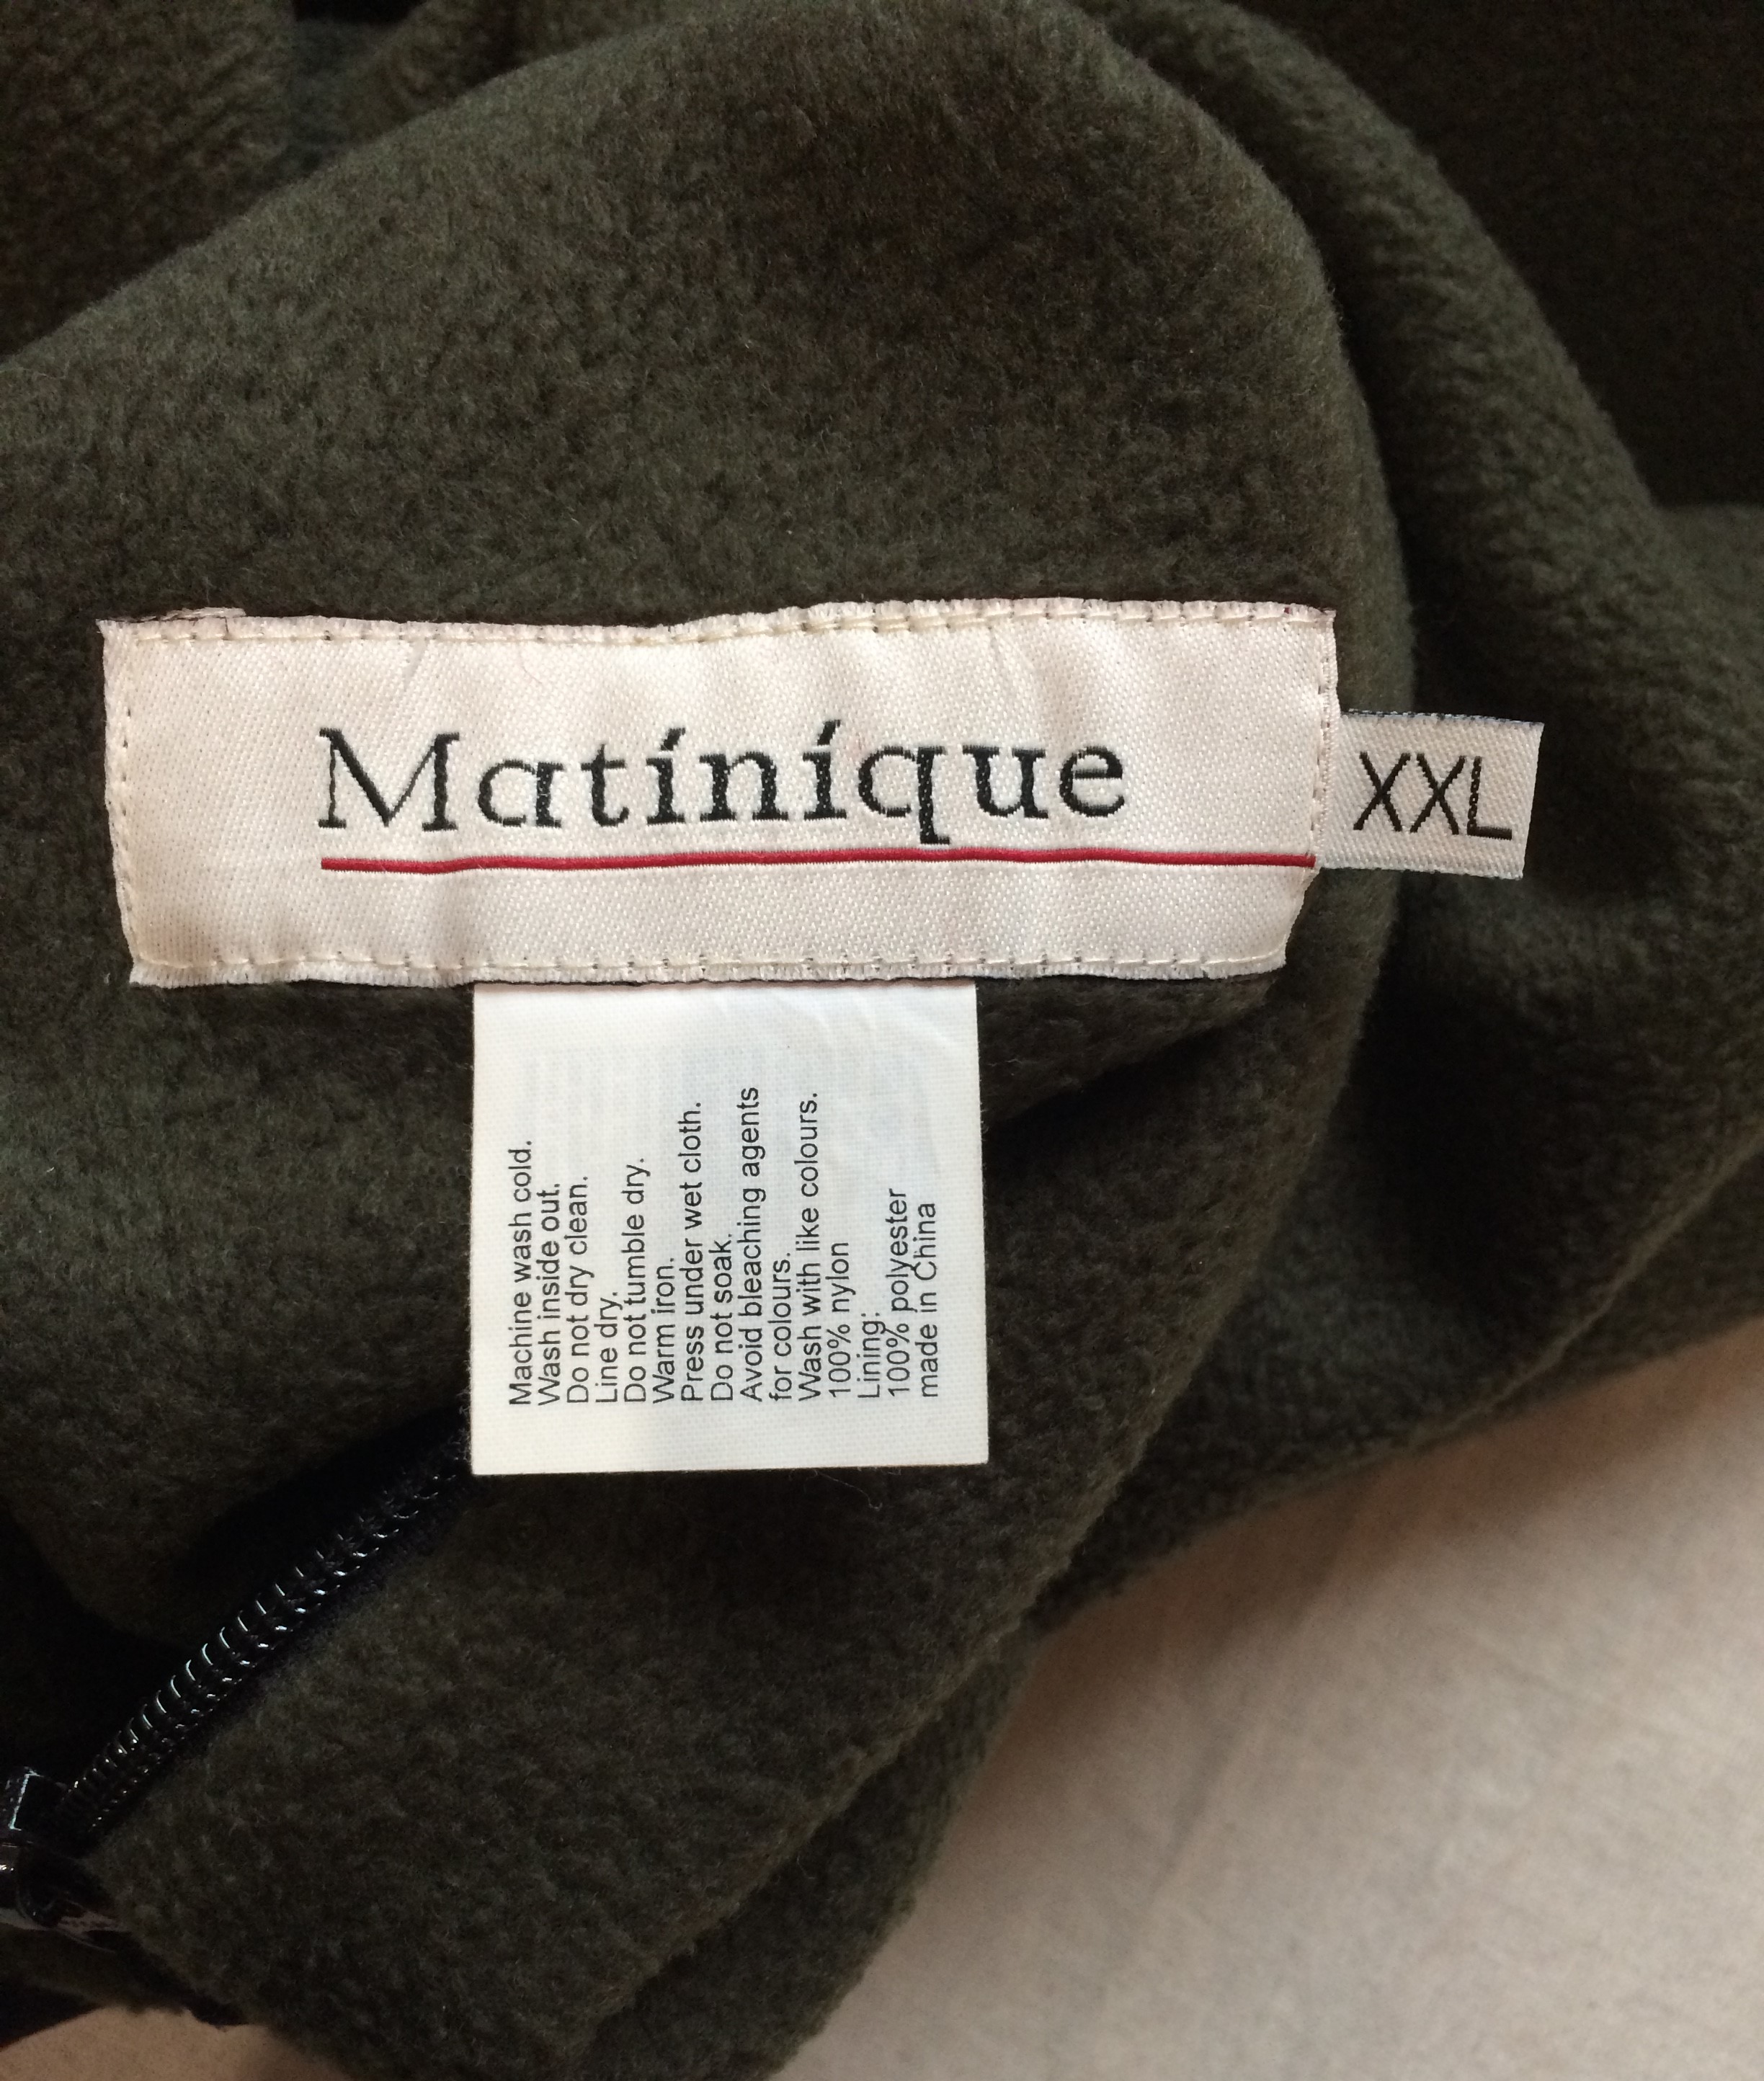 Matinique
XXL
Machine wash cold.
Wash inside out.
Do not dry clean.
Line dry.
Do not tumble dry.
Warm iron.
Press under wet cloth.
Do not soak.
Avoid bleaching agents
for colours.
Wash with like colours.
100% nylon
Lining:
100% polyester
made in China